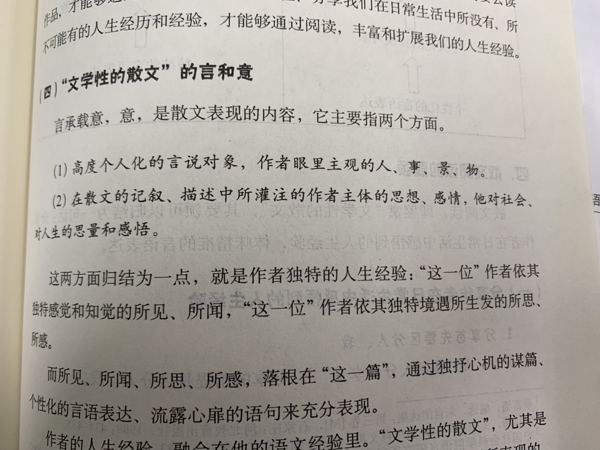 作品，才能够
我们在日常生活中所没有、所
不可能有的人生经历和经验，才能够通过阅读，丰富和扩展我们的人生经验。
（四）“文学性的散文”的言和意
言承载意，意，是散文表现的内容，它主要指两个方面。
(1) 高度个人化的言说对象，作者眼里主观的人、事、景、物。
(2) 在散文的记叙、描述中所灌注的作者主体的思想、感情，他对社会、
对人生的思量和感悟。
这两方面归结为一点，就是作者独特的人生经验：“这一位”作者依其
独特感觉和知觉的所见、所闻，“这一位”作者依其独特境遇所生发的所思、
所感。
而所见、所闻、所思、所感，落根在“这一篇”，通过独抒心机的谋篇、
个性化的言语表达、流露心扉的语句来充分表现。
作者的人生经验，融会在他的语文经验里。“文学性的散文”，尤其是